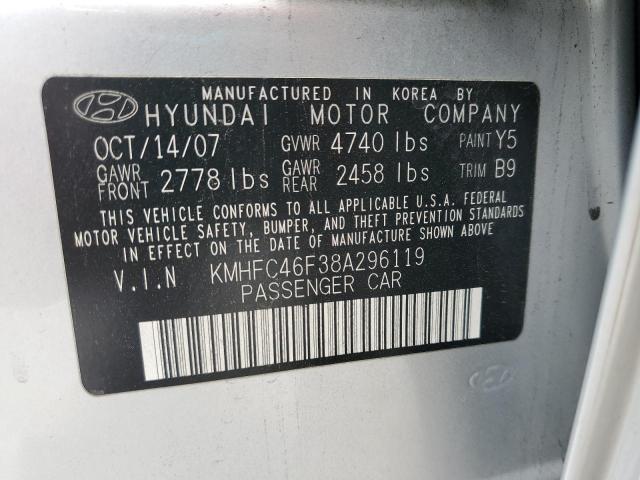 MANUFACTURED IN KOREA BY
HYUNDAI MOTOR COMPANY
OCT/14/07 GVWR 4740 lbs PAINT Y5
GAWR FRONT 2778 lbs GAWR REAR 2458 lbs TRIM B9
THIS VEHICLE CONFORMS TO ALL APPLICABLE U.S.A. FEDERAL
MOTOR VEHICLE SAFETY, BUMPER, AND THEFT PREVENTION STANDARDS
IN EFFECT ON THE DATE OF MANUFACTURE SHOWN ABOVE.
V.I.N KMHFC46F38A296119
PASSENGER CAR